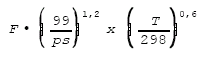 F • (99/ps)^1,2 x (T/298)^0,6